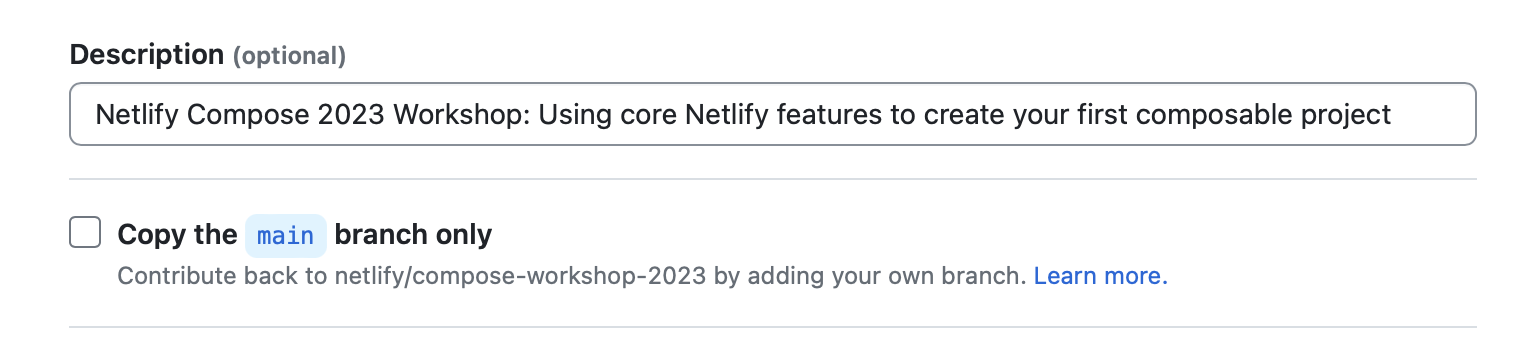 Description (optional)
Netlify Compose 2023 Workshop: Using core Netlify features to create your first composable project
Copy the main branch only
Contribute back to netlify/compose-workshop-2023 by adding your own branch. Learn more.